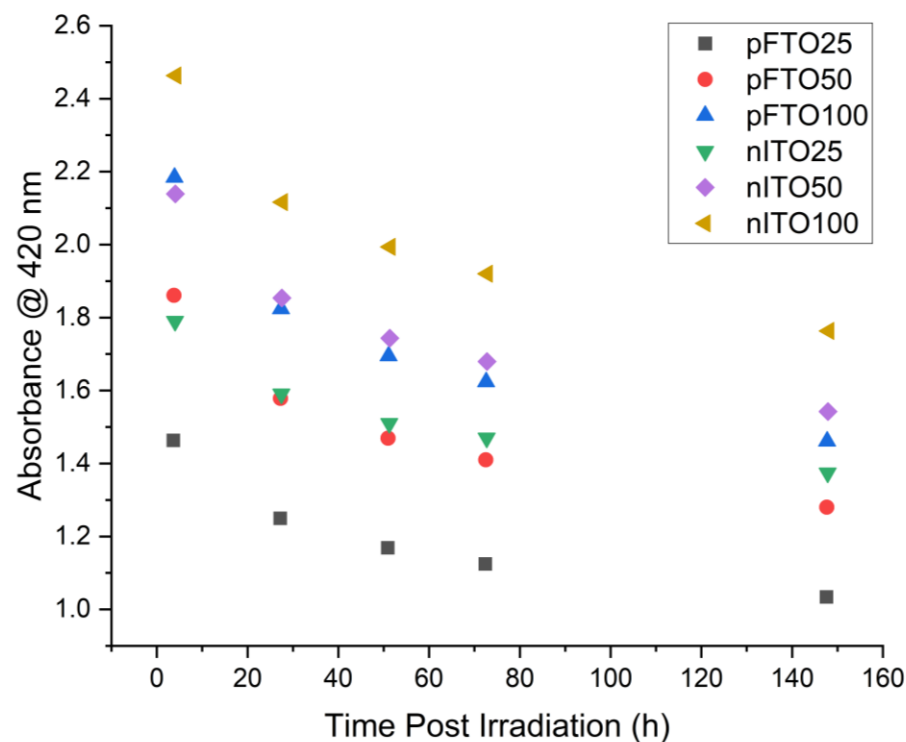 2.6
2.4
2.2
2.0
1.8
1.6
1.4
1.2
1.0
Absorbance @ 420 nm
pFTO25
pFTO50
pFTO100
nITO25
nITO50
nITO100
0 20 40 60 80 100 120 140 160
Time Post Irradiation (h)